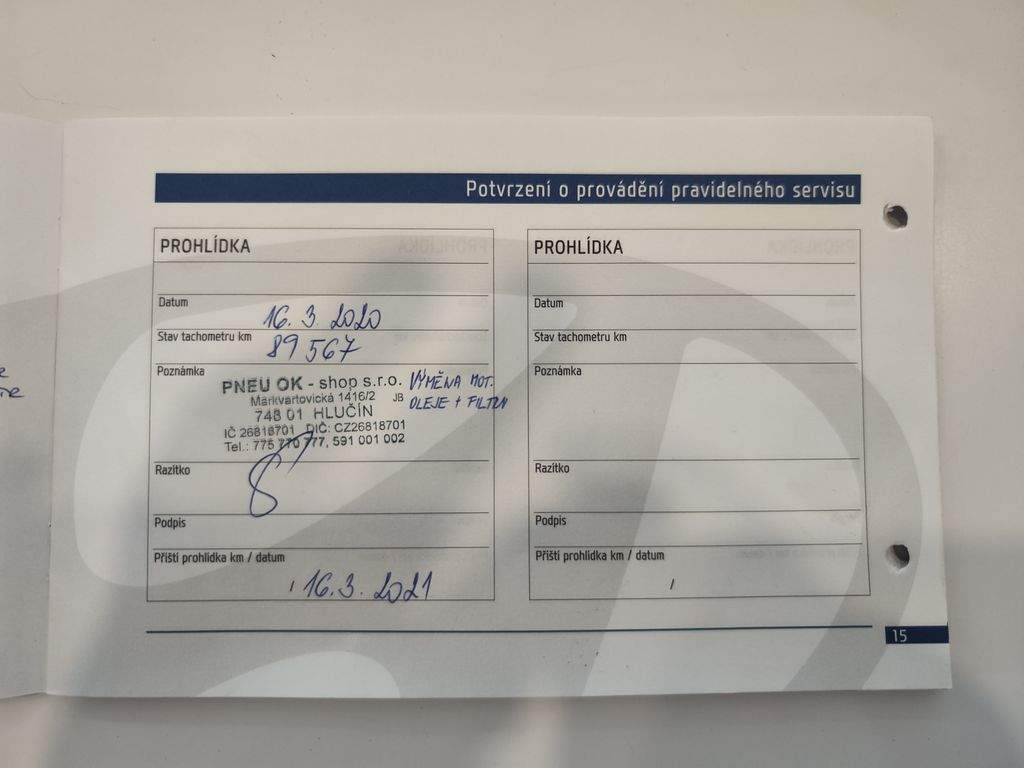 Potvrzení o provádění pravidelného servisu
PROHLÍDKA
Datum
16. 3 2020
Stav tachometru km
89 567
Poznámka
PNEU OK - shop s.r.o.
Markvartovická 1416/2 JB
748 01 HLUČÍN
IČ 26818701 DIČ: CZ26818701
Tel.: 775 770 777, 591 001 002
VÝMĚNA MOT.
OLEJE + FILTRŮ
Razítko
Podpis
Příští prohlídka km / datum
/ 16. 3. 2021
PROHLÍDKA
Datum
Stav tachometru km
Poznámka
Razítko
Podpis
Příští prohlídka km / datum
/
15